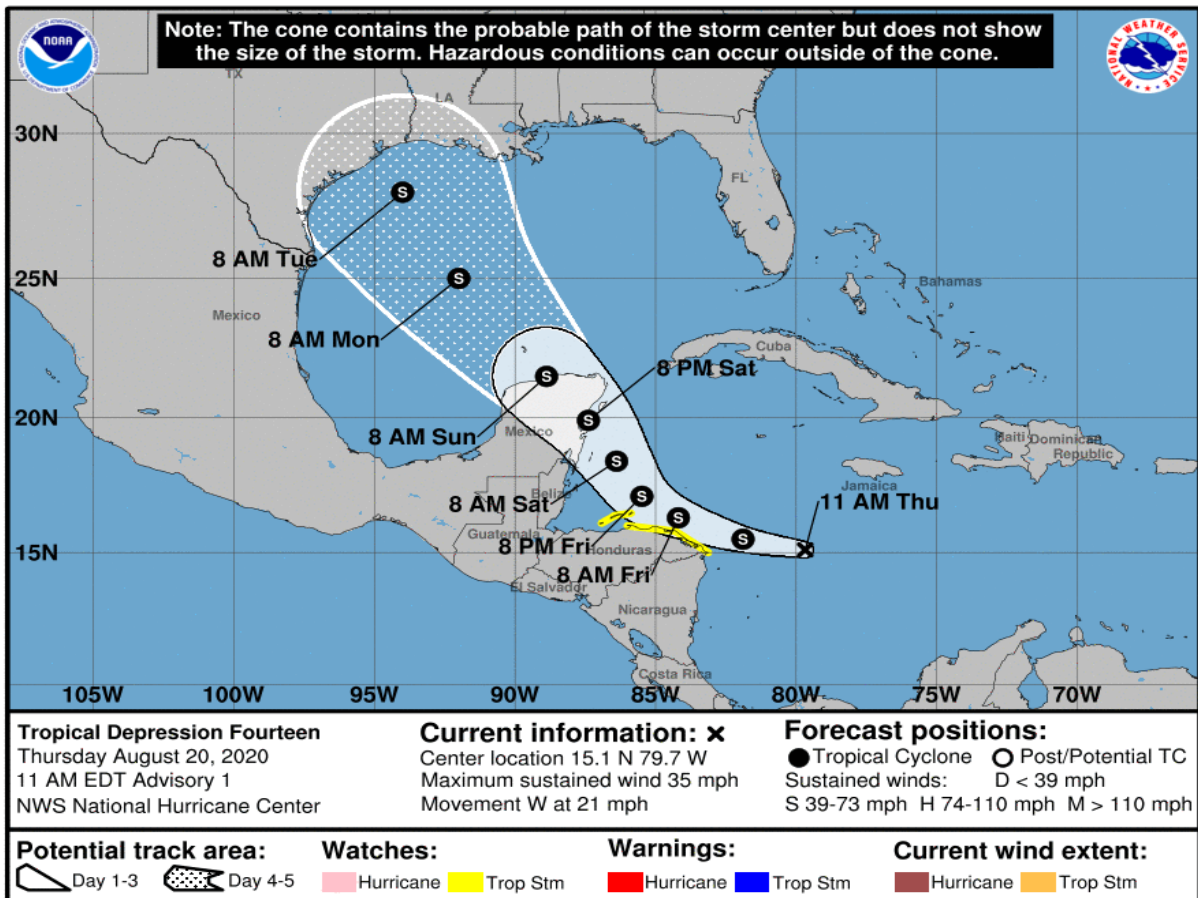 Note: The cone contains the probable path of the storm center but does not show
the size of the storm. Hazardous conditions can occur outside of the cone.
NOAA
NATIONAL WEATHER SERVICE
TX
LA
30N
FL
S
8 AM Tue
25N
S
Bahamas
Mexico
8 AM Mon
Cuba
8 PM Sat
S
20N
S
8 AM Sun
Mexico
Haiti
Dominican
Republic
S
Jamaica
11 AM Thu
8 AM Sat
Belize
S
S
S
15N
Guatemala
8 PM Fri
Honduras
8 AM Fri
El Salvador
Nicaragua
Costa Rica
105W 100W 95W 90W 85W 80W 75W 70W
Tropical Depression Fourteen
Thursday August 20, 2020
11 AM EDT Advisory 1
NWS National Hurricane Center
Current information: ×
Center location 15.1 N 79.7 W
Maximum sustained wind 35 mph
Movement W at 21 mph
Forecast positions:
Tropical Cyclone Post/Potential TC
Sustained winds: D < 39 mph
S 39-73 mph H 74-110 mph M > 110 mph
Potential track area:
Day 1-3 Day 4-5
Watches:
Hurricane Trop Stm
Warnings:
Hurricane Trop Stm
Current wind extent:
Hurricane Trop Stm